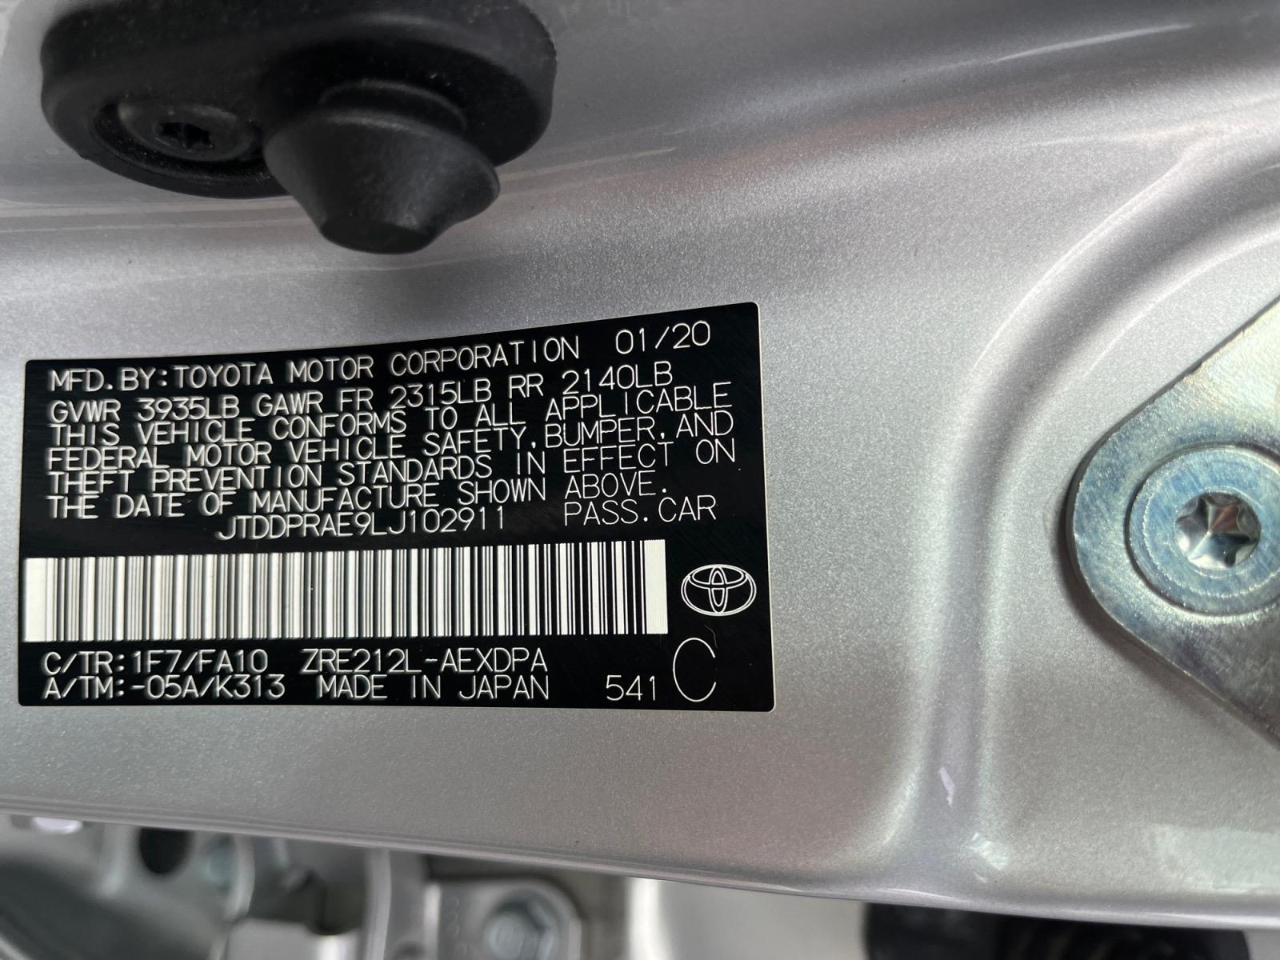 MFD.BY:TOYOTA MOTOR CORPORATION 01/20
GVWR 3935LB GAWR FR 2315LB RR 2140LB
THIS VEHICLE CONFORMS TO ALL APPLICABLE
FEDERAL MOTOR VEHICLE SAFETY,BUMPER,AND
THEFT PREVENTION STANDARDS IN EFFECT ON
THE DATE OF MANUFACTURE SHOWN ABOVE.
JTDDPRAE9LJ102911 PASS.CAR
C/TR:1F7/FA10 ZRE212L-AEXDPA
A/TM:-05A/K313 MADE IN JAPAN 541 C